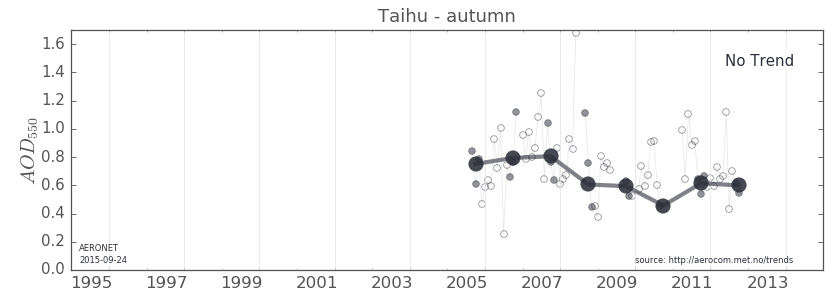 Taihu - autumn
No Trend
AOD550
1.6
1.4
1.2
1.0
0.8
0.6
0.4
0.2
0.0
AERONET
2015-09-24
source: http://aerocom.met.no/trends
1995 1997 1999 2001 2003 2005 2007 2009 2011 2013